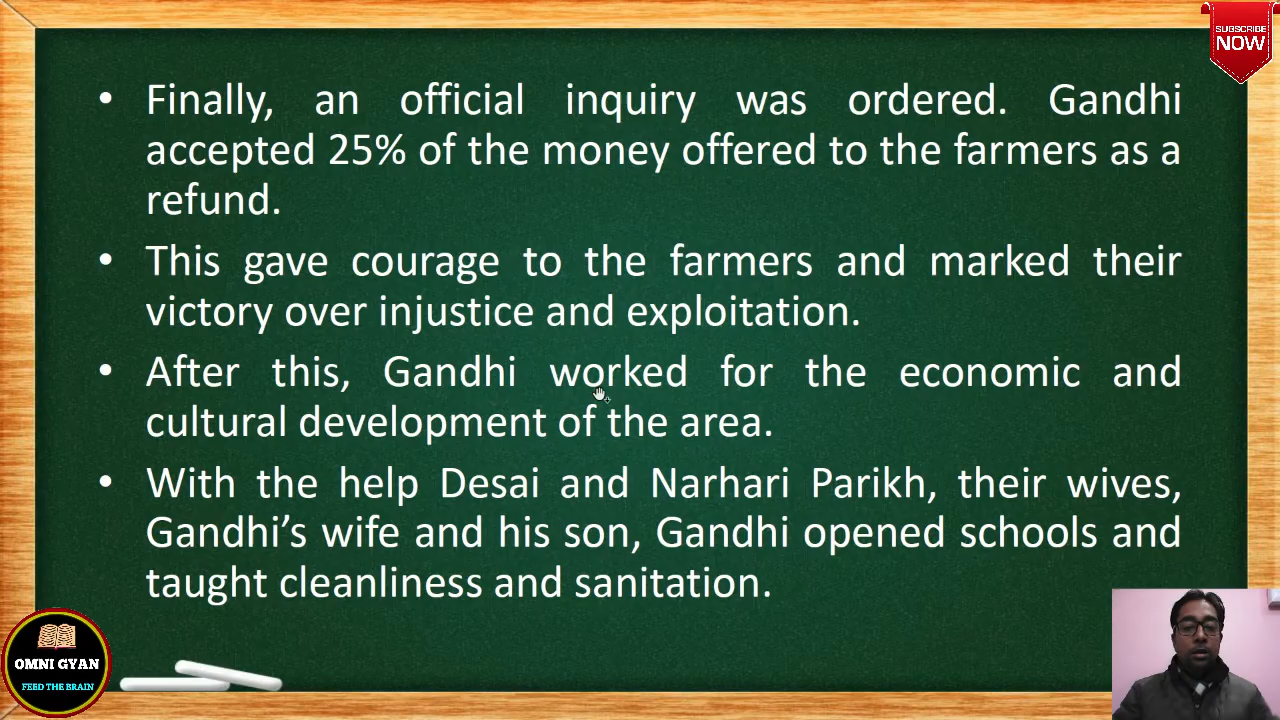 SUBSCRIBE
NOW
• Finally, an official inquiry was ordered. Gandhi
accepted 25% of the money offered to the farmers as a
refund.
• This gave courage to the farmers and marked their
victory over injustice and exploitation.
• After this, Gandhi worked for the economic and
cultural development of the area.
• With the help Desai and Narhari Parikh, their wives,
Gandhi’s wife and his son, Gandhi opened schools and
taught cleanliness and sanitation.
OMNI GYAN
FEED THE BRAIN